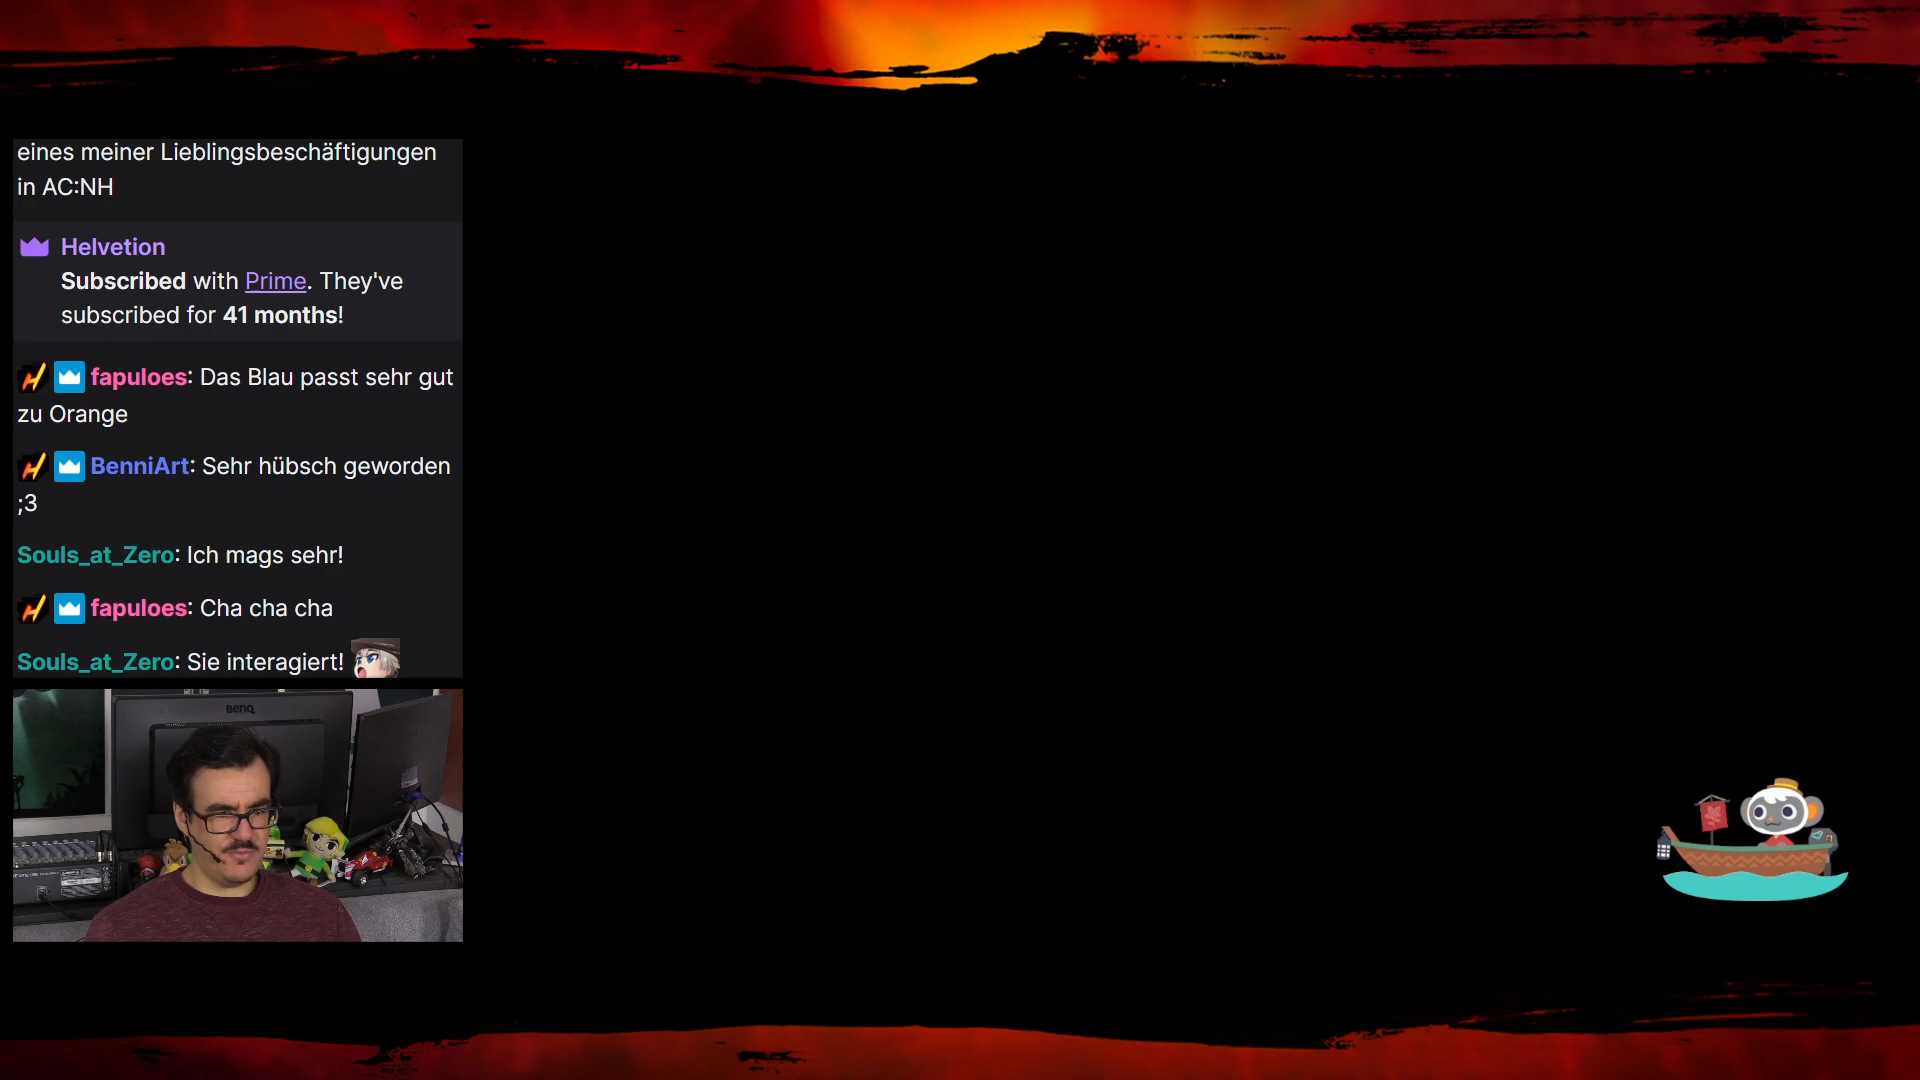 eines meiner Lieblingsbeschäftigungen
in AC:NH
Helvetion
Subscribed with Prime. They've
subscribed for 41 months!
fapuloes: Das Blau passt sehr gut
zu Orange
BenniArt: Sehr hübsch geworden
;3
Souls_at_Zero: Ich mags sehr!
fapuloes: Cha cha cha
Souls_at_Zero: Sie interagiert!
BenQ